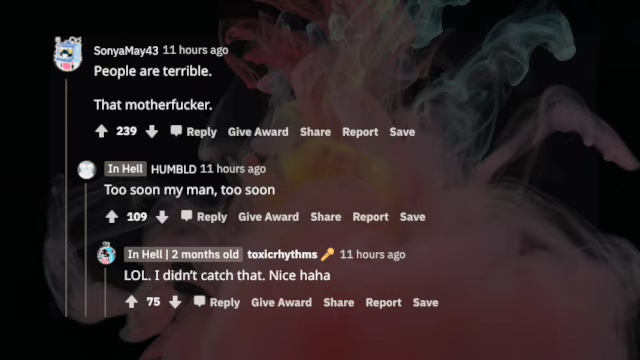 SonyaMay43 11 hours ago
People are terrible.
That motherfucker.
239 Reply Give Award Share Report Save
In Hell HUMBLD 11 hours ago
Too soon my man, too soon
109 Reply Give Award Share Report Save
In Hell | 2 months old toxicrhythms 11 hours ago
LOL. I didn't catch that. Nice haha
75 Reply Give Award Share Report Save